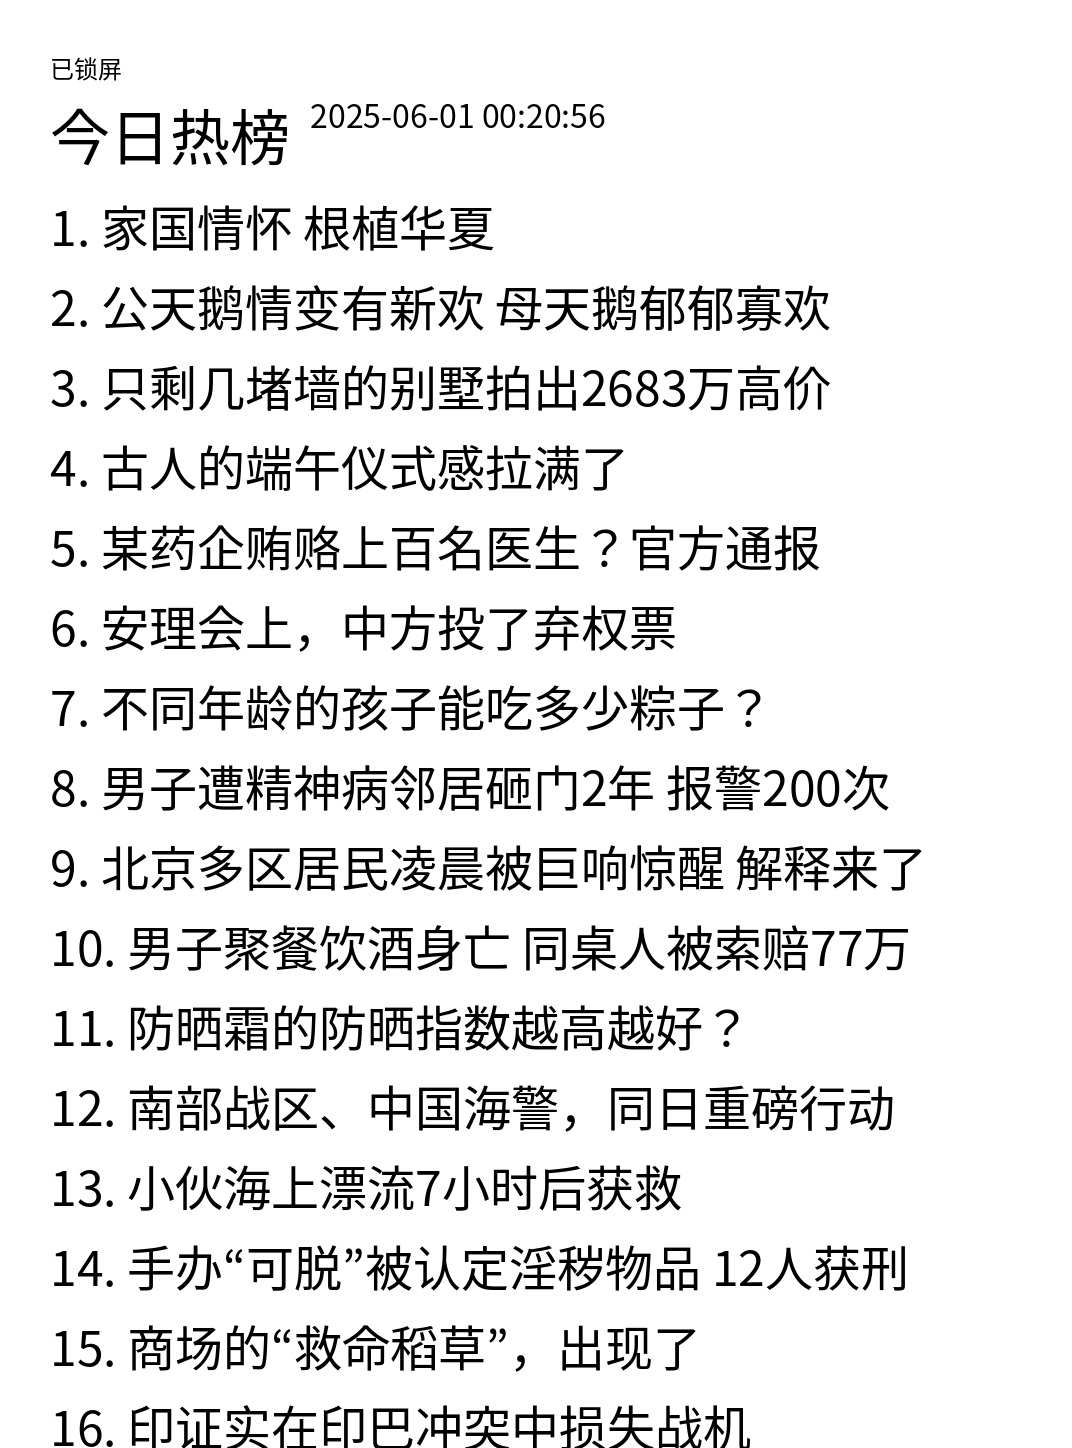 已锁屏
今日热榜 2025-06-01 00:20:56
1. 家国情怀 根植华夏
2. 公天鹅情变有新欢 母天鹅郁郁寡欢
3. 只剩几堵墙的别墅拍出2683万高价
4. 古人的端午仪式感拉满了
5. 某药企贿赂上百名医生？官方通报
6. 安理会上，中方投了弃权票
7. 不同年龄的孩子能吃多少粽子？
8. 男子遭精神病邻居砸门2年 报警200次
9. 北京多区居民凌晨被巨响惊醒 解释来了
10. 男子聚餐饮酒身亡 同桌人被索赔77万
11. 防晒霜的防晒指数越高越好？
12. 南部战区、中国海警，同日重磅行动
13. 小伙海上漂流7小时后获救
14. 手办“可脱”被认定淫秽物品 12人获刑
15. 商场的“救命稻草”，出现了
16. 印证实在印巴冲突中损失战机